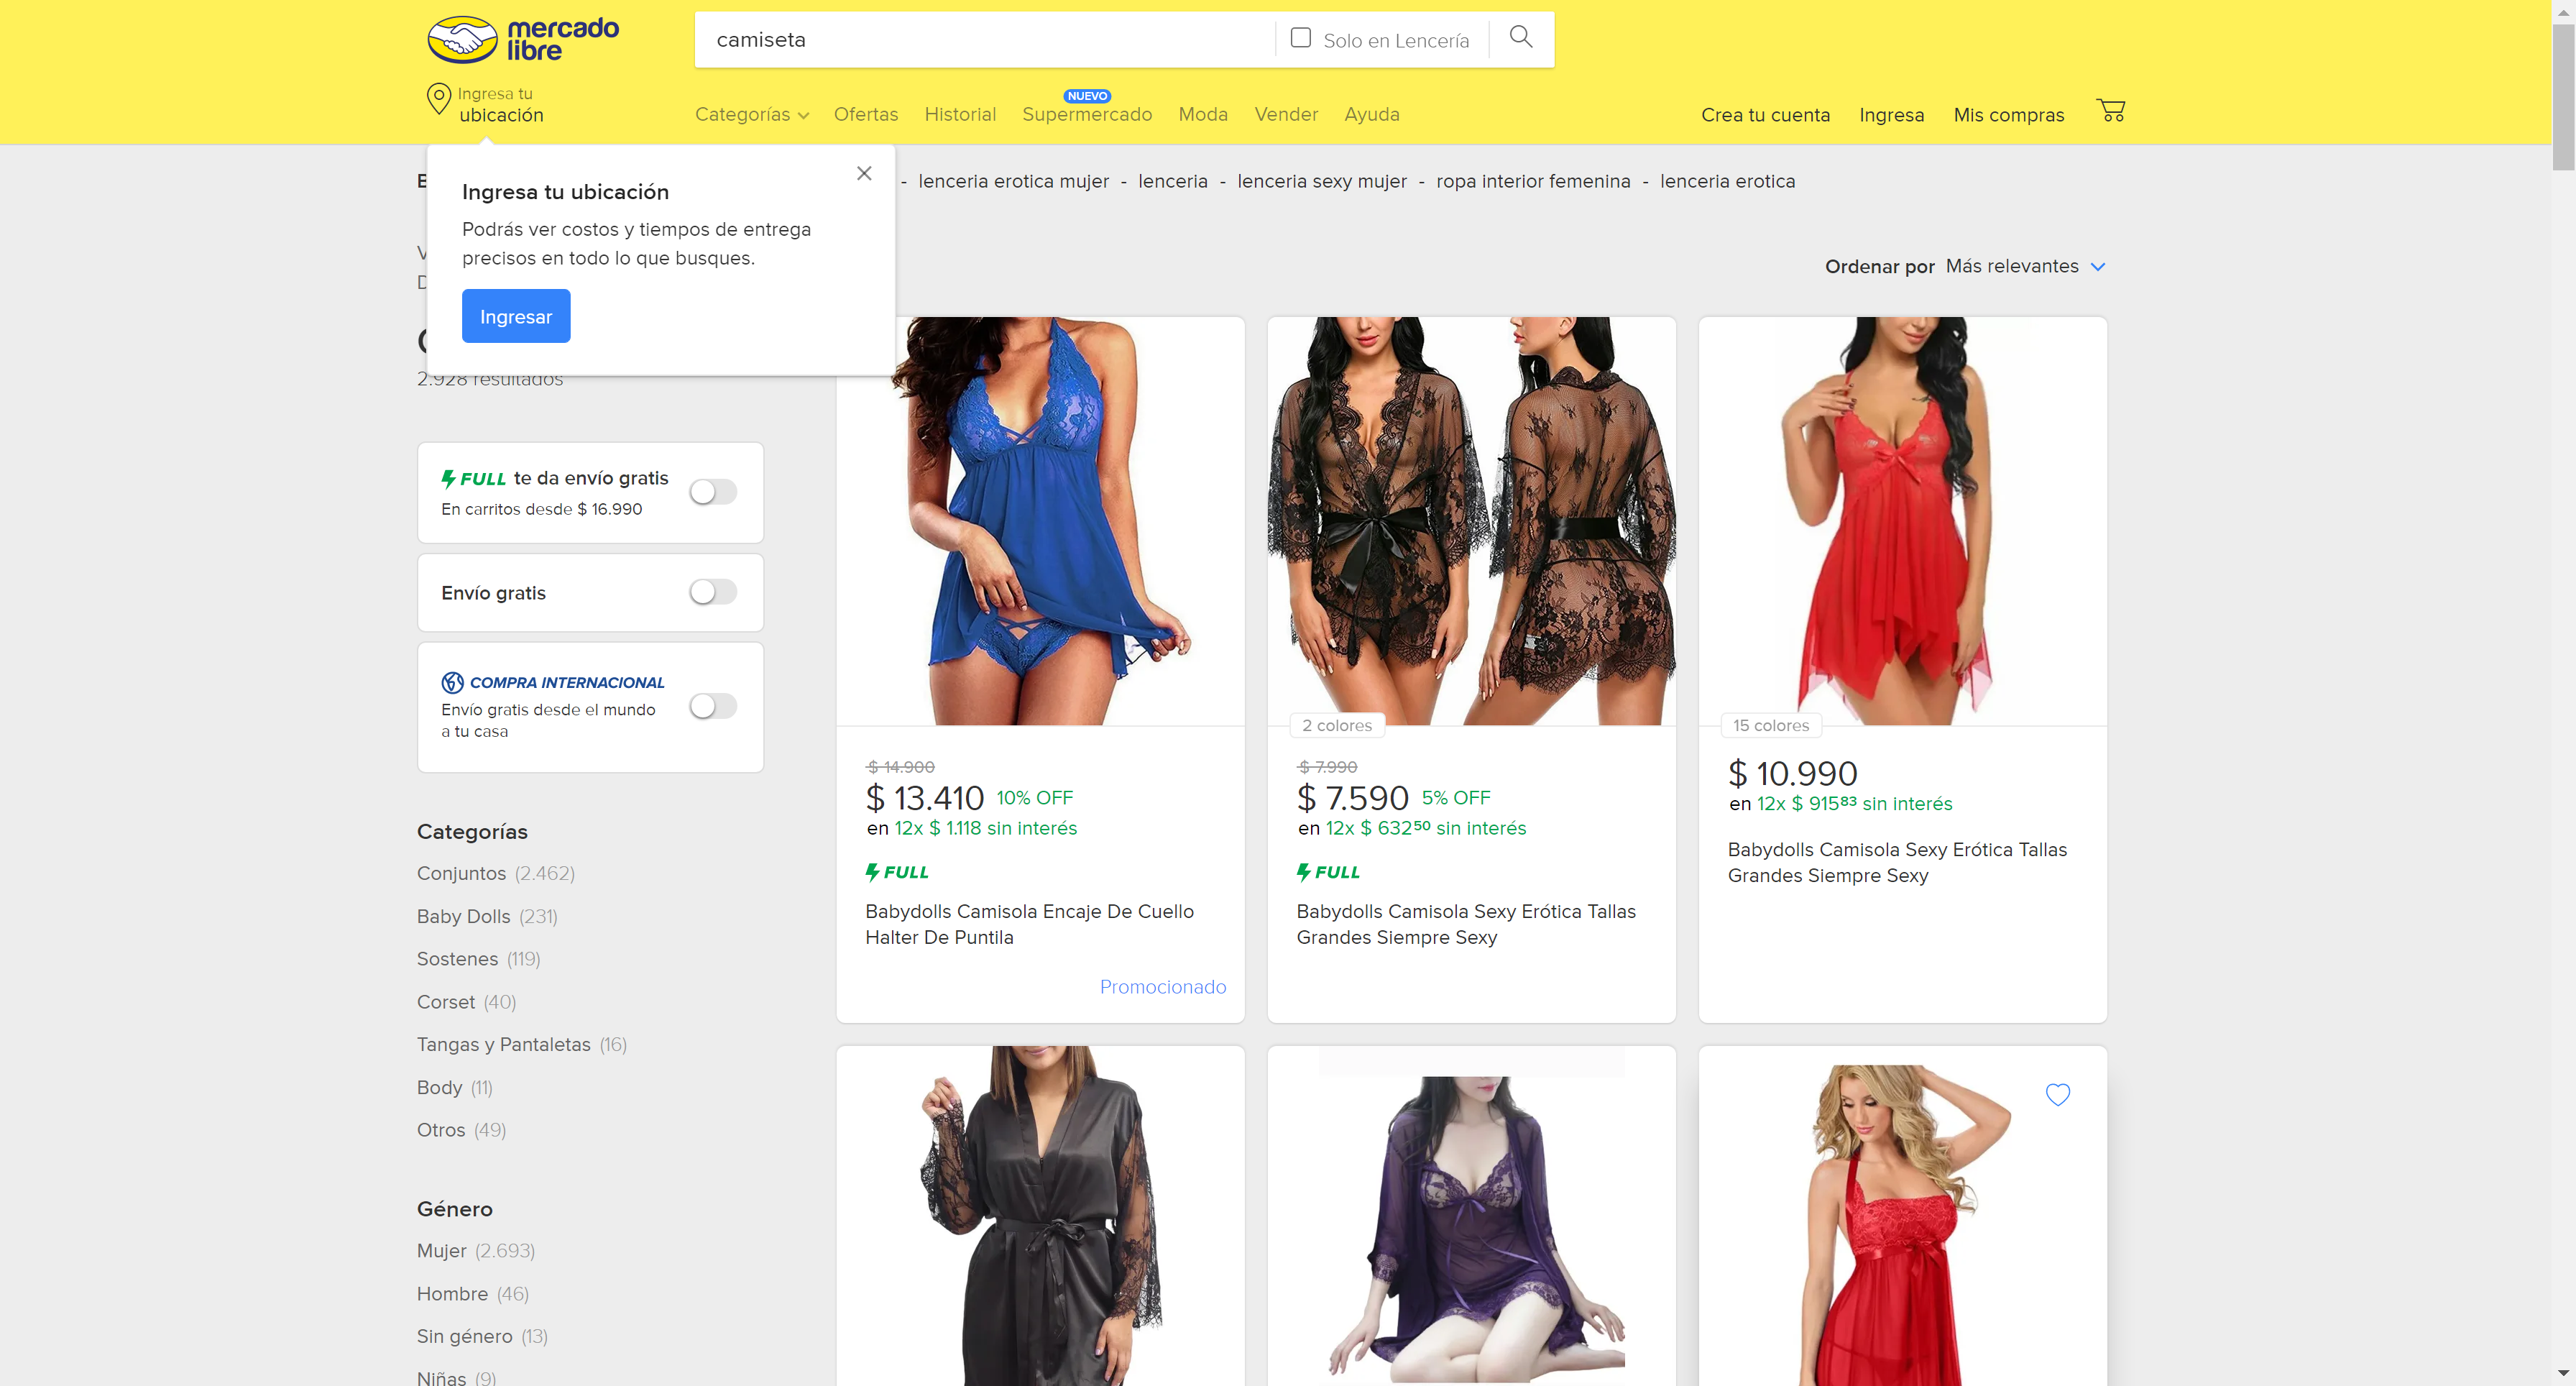 mercado
libre
camiseta
Solo en Lencería
Ingresa tu
ubicación
Categorías
Ofertas
Historial
NUEVO
Supermercado
Moda
Vender
Ayuda
Crea tu cuenta
Ingresa
Mis compras
- lenceria erotica mujer - lenceria - lenceria sexy mujer - ropa interior femenina - lenceria erotica
Ingresa tu ubicación
Podrás ver costos y tiempos de entrega
precisos en todo lo que busques.
Ingresar
Ordenar por Más relevantes
2.928 resultados
FULL te da envío gratis
En carritos desde $ 16.990
Envío gratis
COMPRA INTERNACIONAL
Envío gratis desde el mundo
a tu casa
Categorías
Conjuntos (2.462)
Baby Dolls (231)
Sostenes (119)
Corset (40)
Tangas y Pantaletas (16)
Body (11)
Otros (49)
Género
Mujer (2.693)
Hombre (46)
Sin género (13)
Niñas (9)
$ 14.900
$ 13.410 10% OFF
en 12x $ 1.118 sin interés
FULL
Babydolls Camisola Encaje De Cuello
Halter De Puntila
Promocionado
2 colores
$ 7.990
$ 7.590 5% OFF
en 12x $ 632⁵⁰ sin interés
FULL
Babydolls Camisola Sexy Erótica Tallas
Grandes Siempre Sexy
15 colores
$ 10.990
en 12x $ 915⁸³ sin interés
Babydolls Camisola Sexy Erótica Tallas
Grandes Siempre Sexy